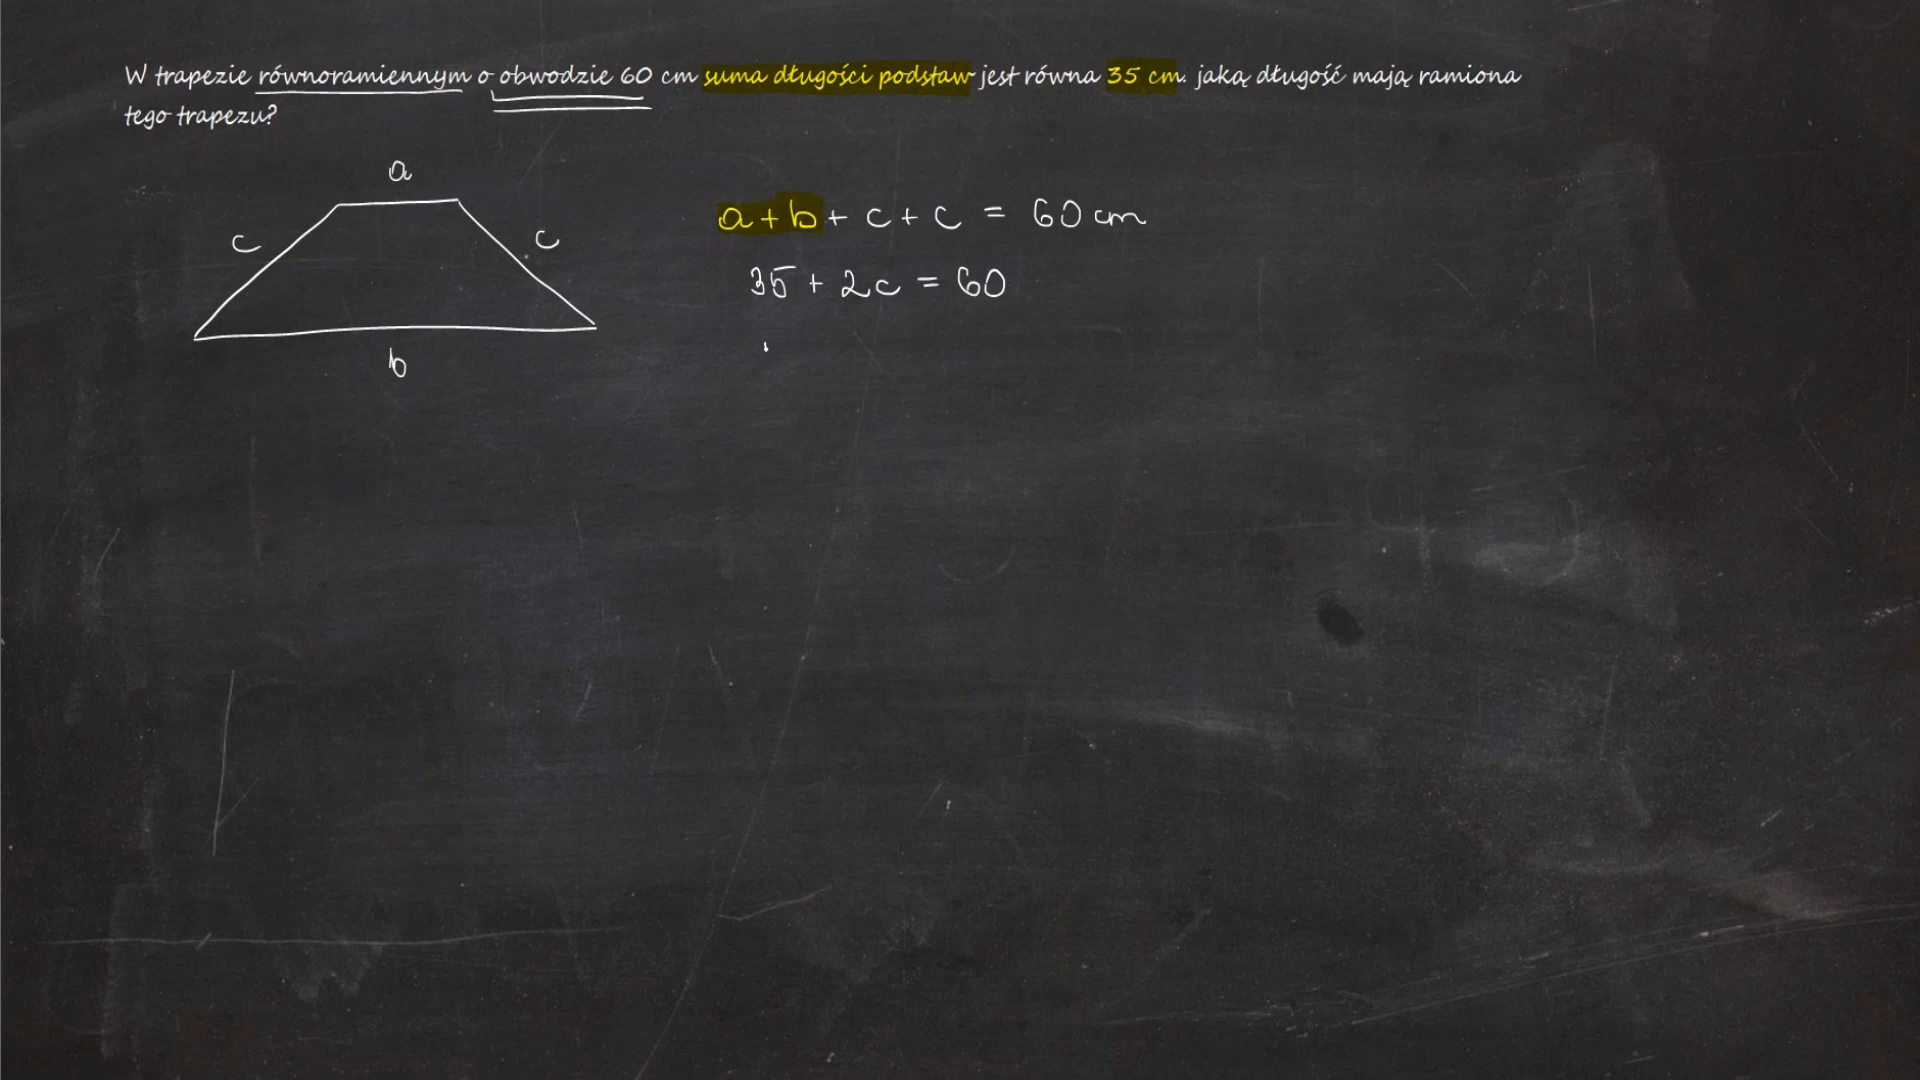 W trapezie równoramiennym o obwodzie 60 cm suma długości podstaw jest równa 35 cm. jaką długość mają ramiona
tego trapezu?
a
c
c
b
a + b + c + c = 60 cm
35 + 2c = 60